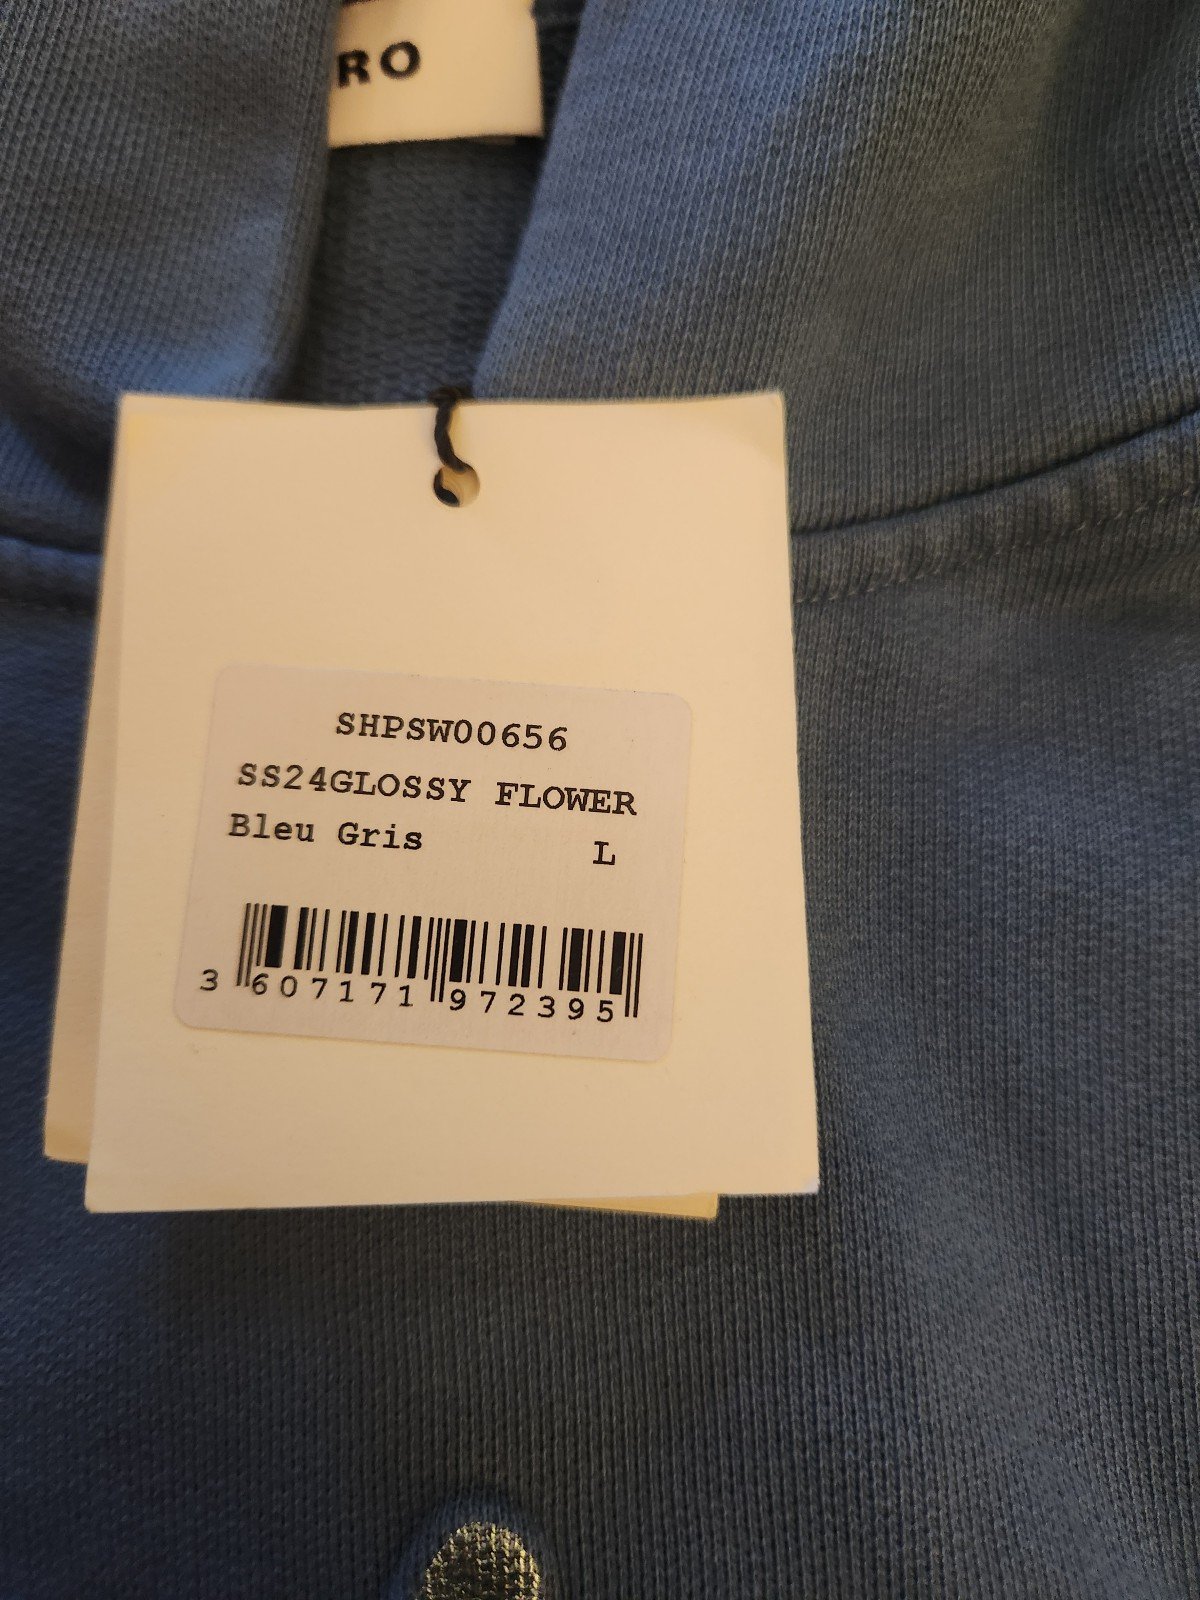 RO
SHPSW00656
SS24GLOSSY FLOWER
Bleu Gris L
3 607171 972395